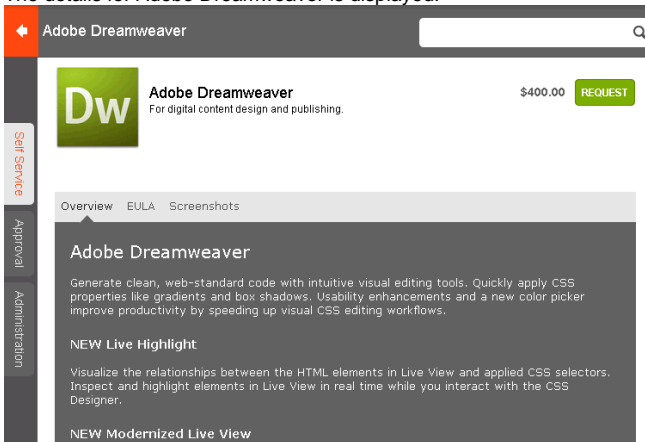 The details for Adobe Dreamweaver is displayed.
Adobe Dreamweaver
Dw
Adobe Dreamweaver
For digital content design and publishing.
$400.00
REQUEST
Self Service
Approval
Administration
Overview EULA Screenshots
Adobe Dreamweaver
Generate clean, web-standard code with intuitive visual editing tools. Quickly apply CSS
properties like gradients and box shadows. Usability enhancements and a new color picker
improve productivity by speeding up visual CSS editing workflows.
NEW Live Highlight
Visualize the relationships between the HTML elements in Live View and applied CSS selectors.
Inspect and highlight elements in Live View in real time while you interact with the CSS
Designer.
NEW Modernized Live View